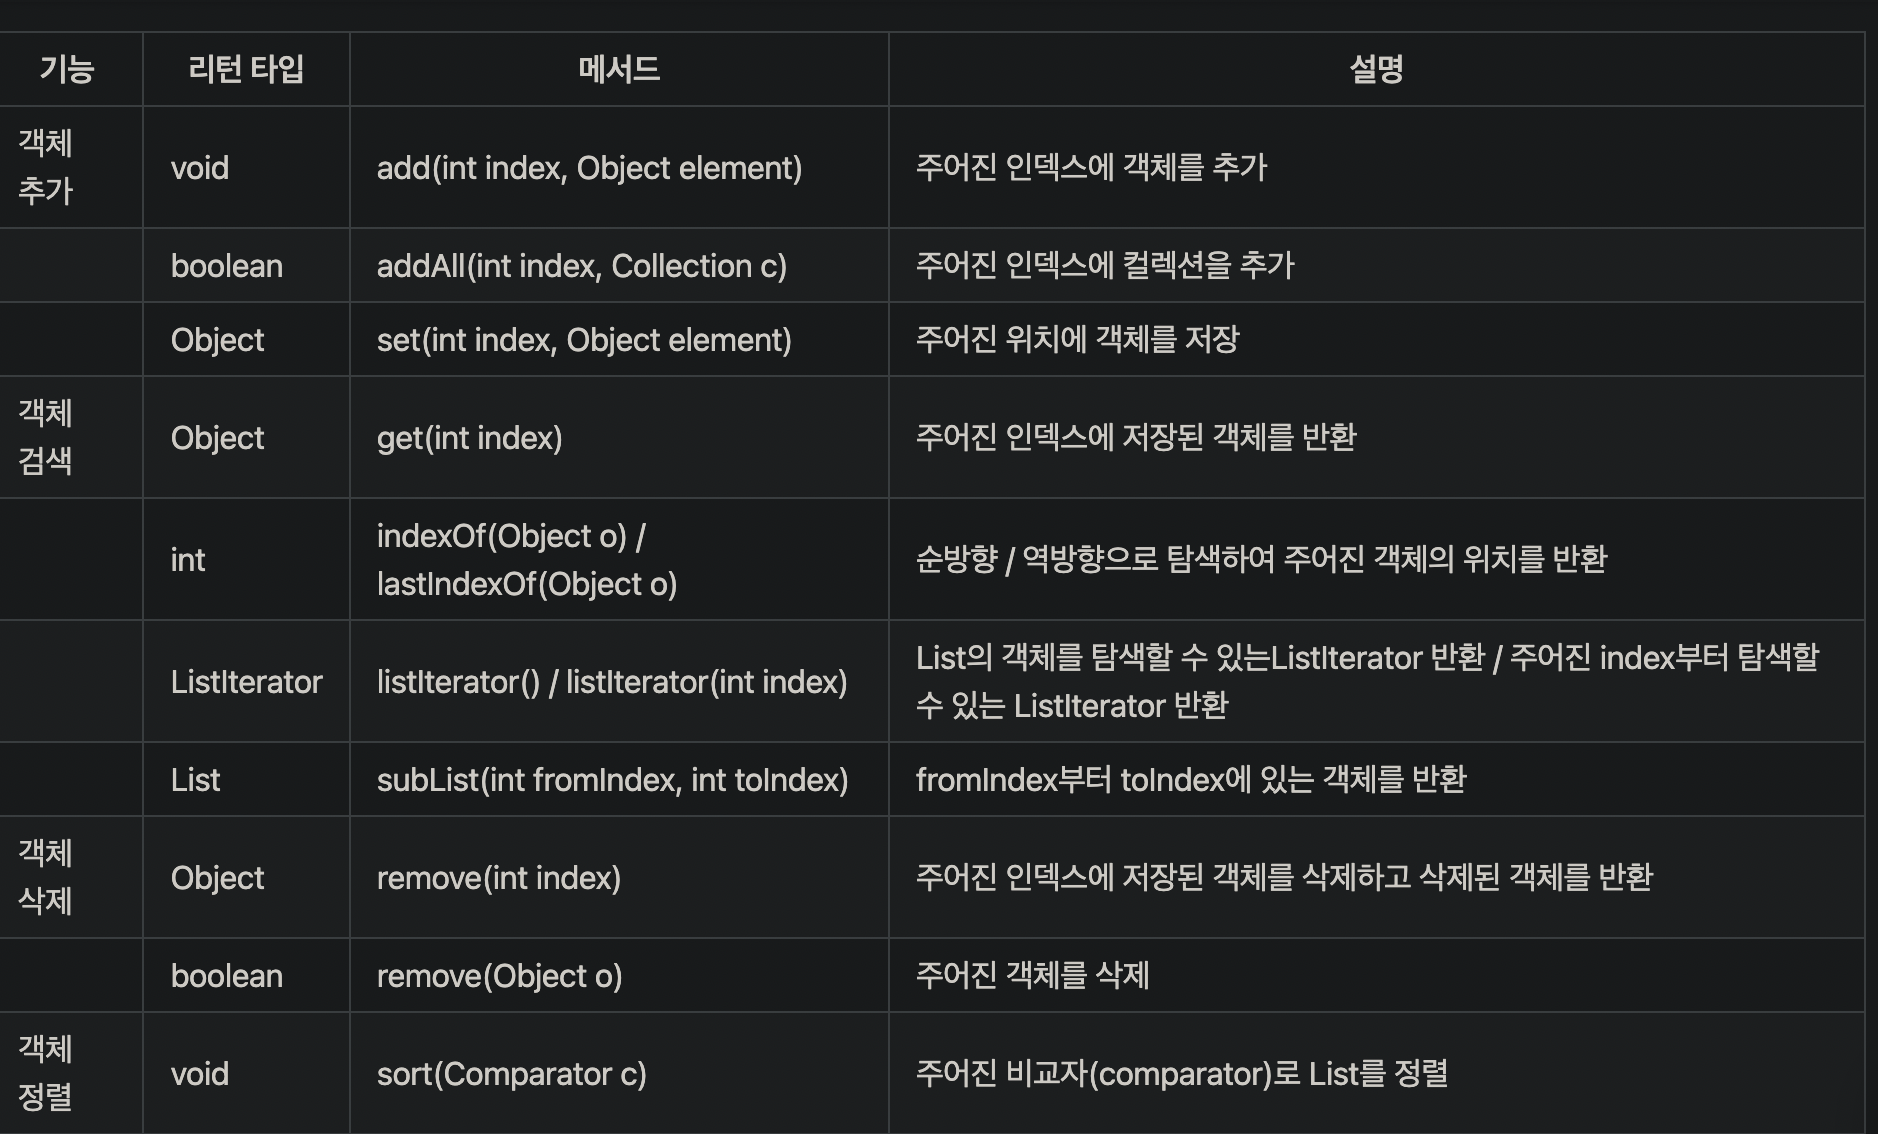 기능 리턴 타입 메서드 설명
객체
추가
void add(int index, Object element) 주어진 인덱스에 객체를 추가
boolean addAll(int index, Collection c) 주어진 인덱스에 컬렉션을 추가
Object set(int index, Object element) 주어진 위치에 객체를 저장
객체
검색
Object get(int index) 주어진 인덱스에 저장된 객체를 반환
int
indexOf(Object o) /
lastIndexOf(Object o)
순방향 / 역방향으로 탐색하여 주어진 객체의 위치를 반환
ListIterator listIterator() / listIterator(int index)
List의 객체를 탐색할 수 있는ListIterator 반환 / 주어진 index부터 탐색할
수 있는 ListIterator 반환
List subList(int fromIndex, int toIndex) fromIndex부터 toIndex에 있는 객체를 반환
객체
삭제
Object remove(int index) 주어진 인덱스에 저장된 객체를 삭제하고 삭제된 객체를 반환
boolean remove(Object o) 주어진 객체를 삭제
객체
정렬
void sort(Comparator c) 주어진 비교자(comparator)로 List를 정렬